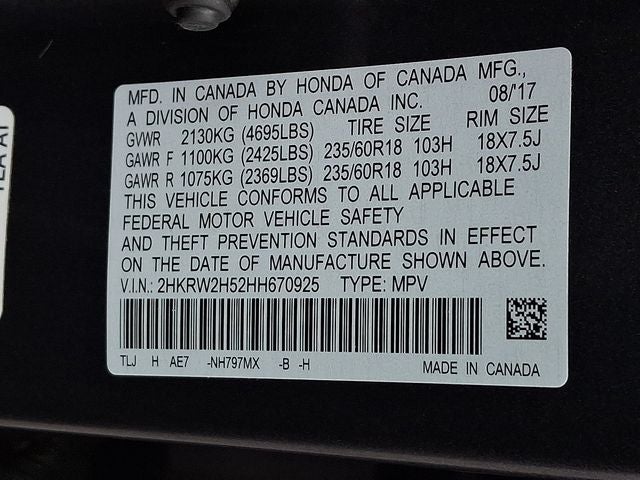 MFD. IN CANADA BY HONDA OF CANADA MFG.,
A DIVISION OF HONDA CANADA INC. 08/'17
GVWR 2130KG (4695LBS) TIRE SIZE RIM SIZE
GAWR F 1100KG (2425LBS) 235/60R18 103H 18X7.5J
GAWR R 1075KG (2369LBS) 235/60R18 103H 18X7.5J
THIS VEHICLE CONFORMS TO ALL APPLICABLE
FEDERAL MOTOR VEHICLE SAFETY
AND THEFT PREVENTION STANDARDS IN EFFECT
ON THE DATE OF MANUFACTURE SHOWN ABOVE.
V.I.N.: 2HKRW2H52HH670925 TYPE: MPV
TLJ H AE7 -NH797MX -B -H MADE IN CANADA